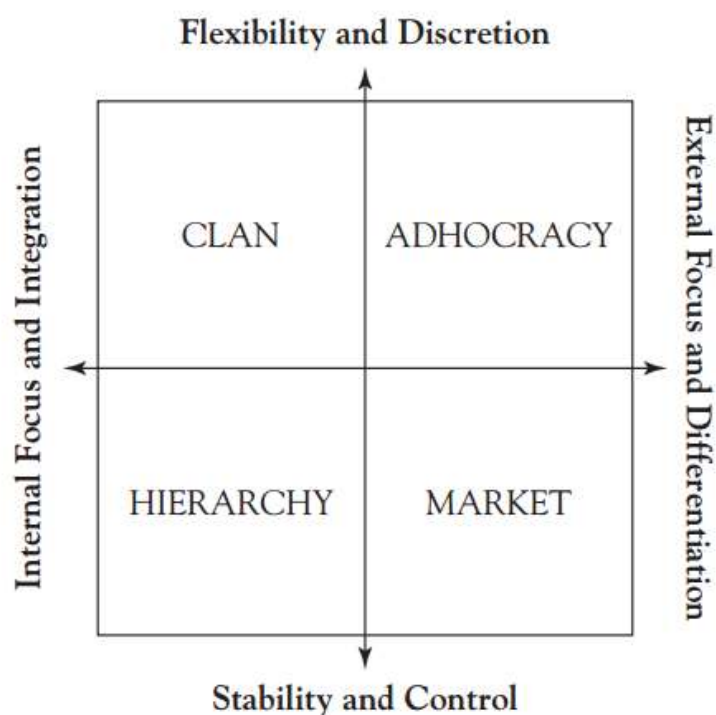 Flexibility and Discretion
Internal Focus and Integration
CLAN
ADHOCRACY
External Focus and Differentiation
HIERARCHY
MARKET
Stability and Control